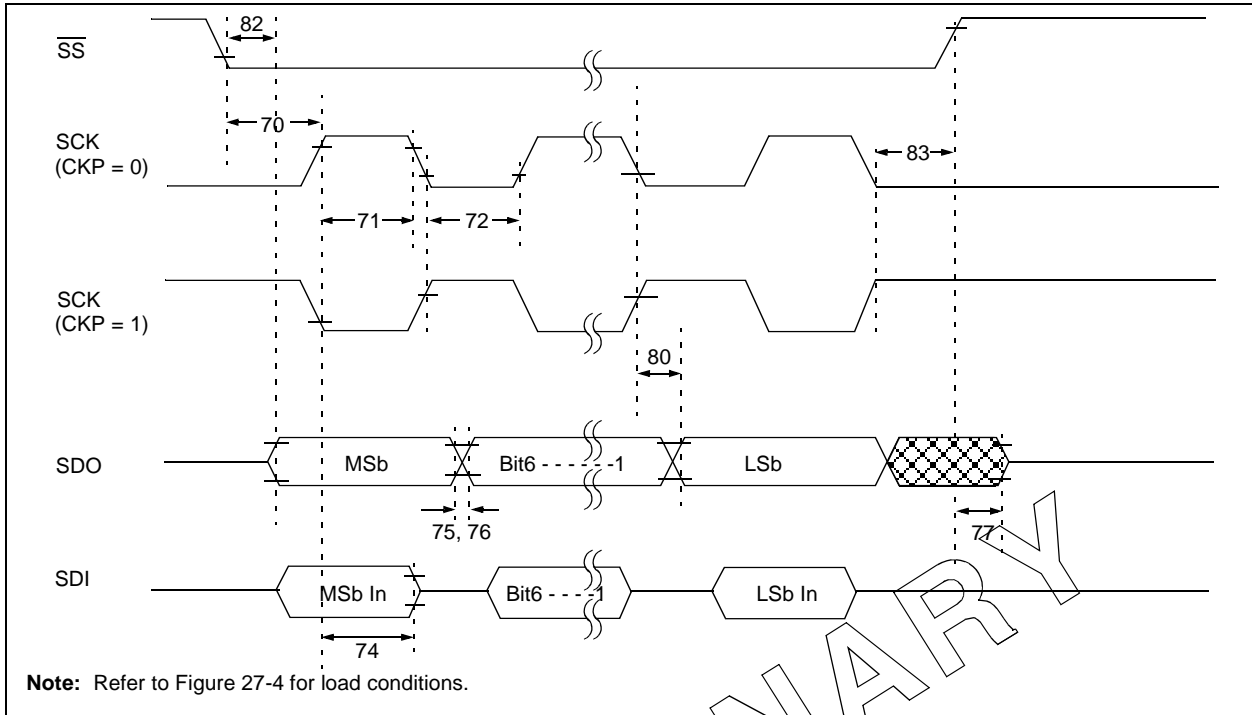 82
SS
70
SCK
(CKP = 0)
83
71
72
SCK
(CKP = 1)
80
SDO
MSb
Bit6 - - - - - -1
LSb
75, 76
77
SDI
MSb In
Bit6 - - - -1
LSb In
74
NARY
Note: Refer to Figure 27-4 for load conditions.